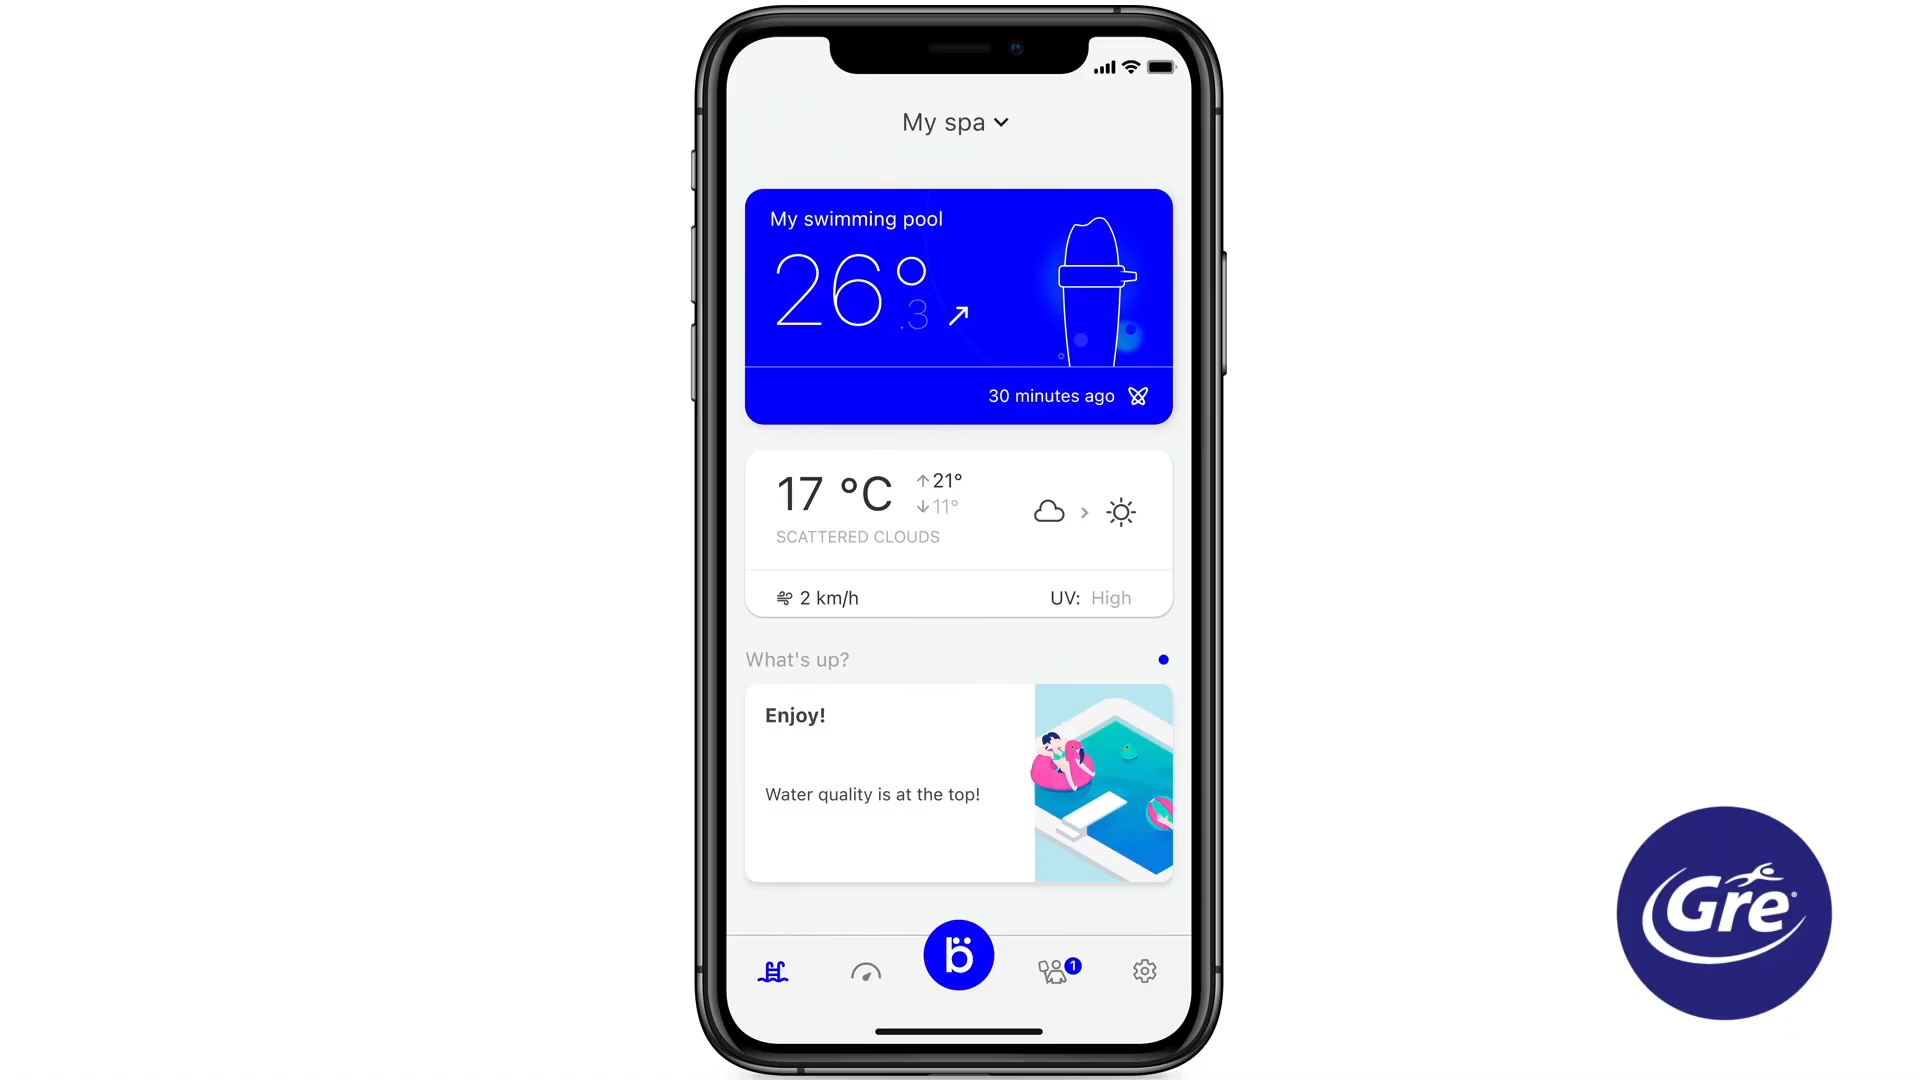 My spa
My swimming pool
26°
.3
30 minutes ago
17 °C
↑21°
↓11°
SCATTERED CLOUDS
2 km/h
UV: High
What's up?
Enjoy!
Water quality is at the top!
b
1
Gre